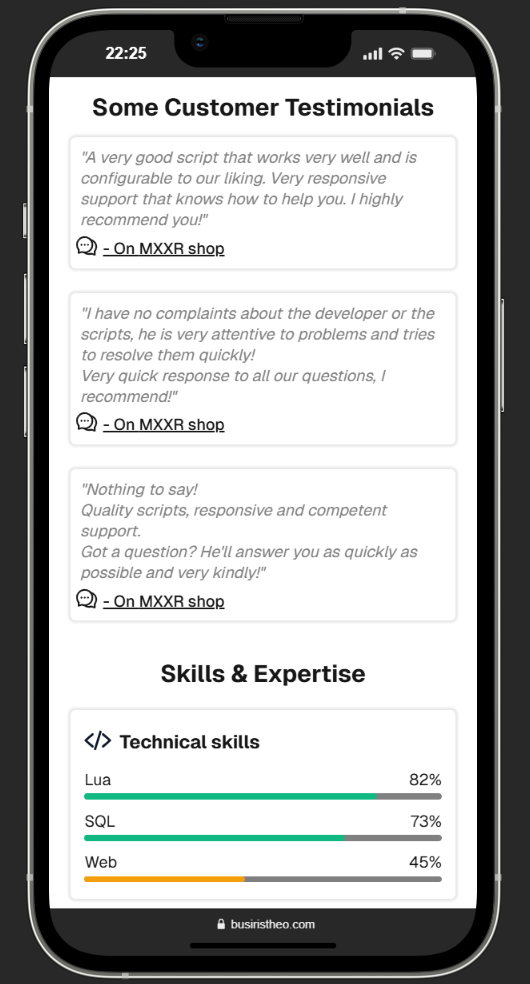 22:25
Some Customer Testimonials
"A very good script that works very well and is
configurable to our liking. Very responsive
support that knows how to help you. I highly
recommend you!"
- On MXXR shop
"I have no complaints about the developer or the
scripts, he is very attentive to problems and tries
to resolve them quickly!
Very quick response to all our questions, I
recommend!"
- On MXXR shop
"Nothing to say!
Quality scripts, responsive and competent
support.
Got a question? He'll answer you as quickly as
possible and very kindly!"
- On MXXR shop
Skills & Expertise
</> Technical skills
Lua 82%
SQL 73%
Web 45%
busiristheo.com